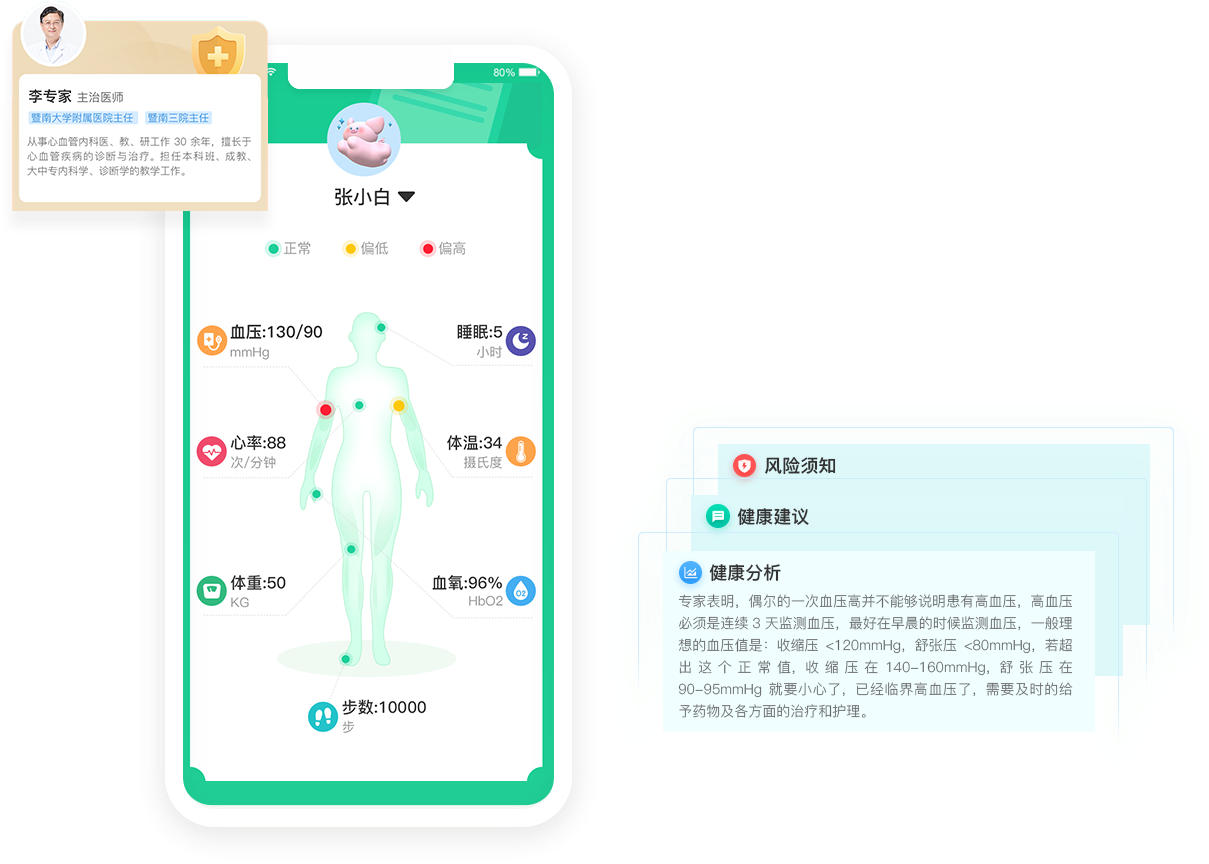 李专家 主治医师
暨南大学附属医院主任 暨南三院主任
从事心血管内科医、教、研工作 30 余年，擅长于
心血管疾病的诊断与治疗。担任本科班、成教、
大中专内科学、诊断学的教学工作。
80%
张小白
正常 偏低 偏高
血压:130/90
mmHg
睡眠:5
小时
心率:88
次/分钟
体温:34
摄氏度
体重:50
KG
血氧:96%
HbO2
O2
步数:10000
步
风险须知
健康建议
健康分析
专家表明，偶尔的一次血压高并不能够说明患有高血压，高血压
必须是连续 3 天监测血压，最好在早晨的时候监测血压，一般理
想的血压值是：收缩压 <120mmHg，舒张压 <80mmHg，若超
出这个正常值，收缩压在 140-160mmHg，舒张压在
90-95mmHg 就要小心了，已经临界高血压了，需要及时的给
予药物及各方面的治疗和护理。